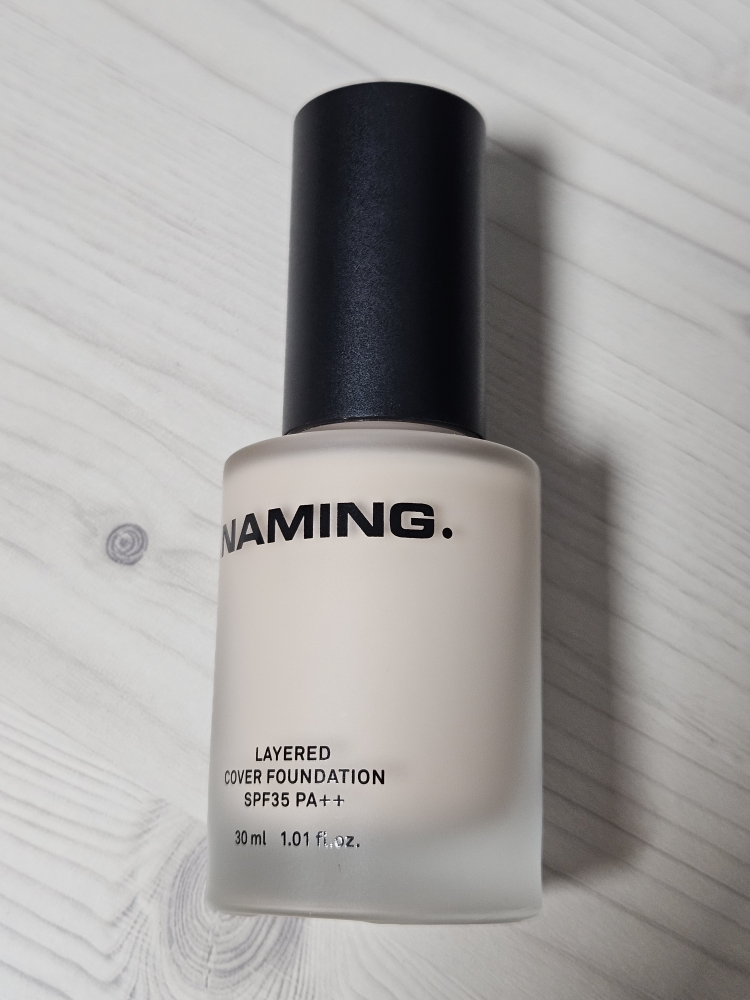 NAMING.
LAYERED
COVER FOUNDATION
SPF35 PA++
30 ml 1.01 fl.oz.